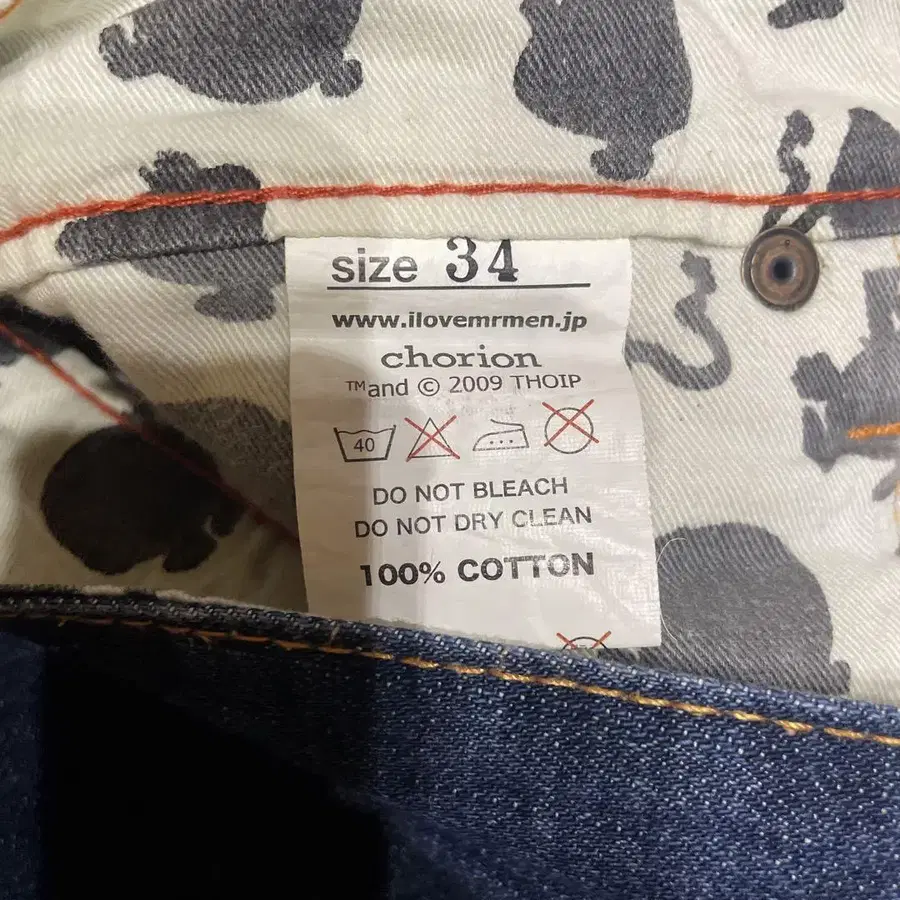 size 34
www.ilovemrmen.jp
chorion
™and © 2009 THOIP
40
DO NOT BLEACH
DO NOT DRY CLEAN
100% COTTON